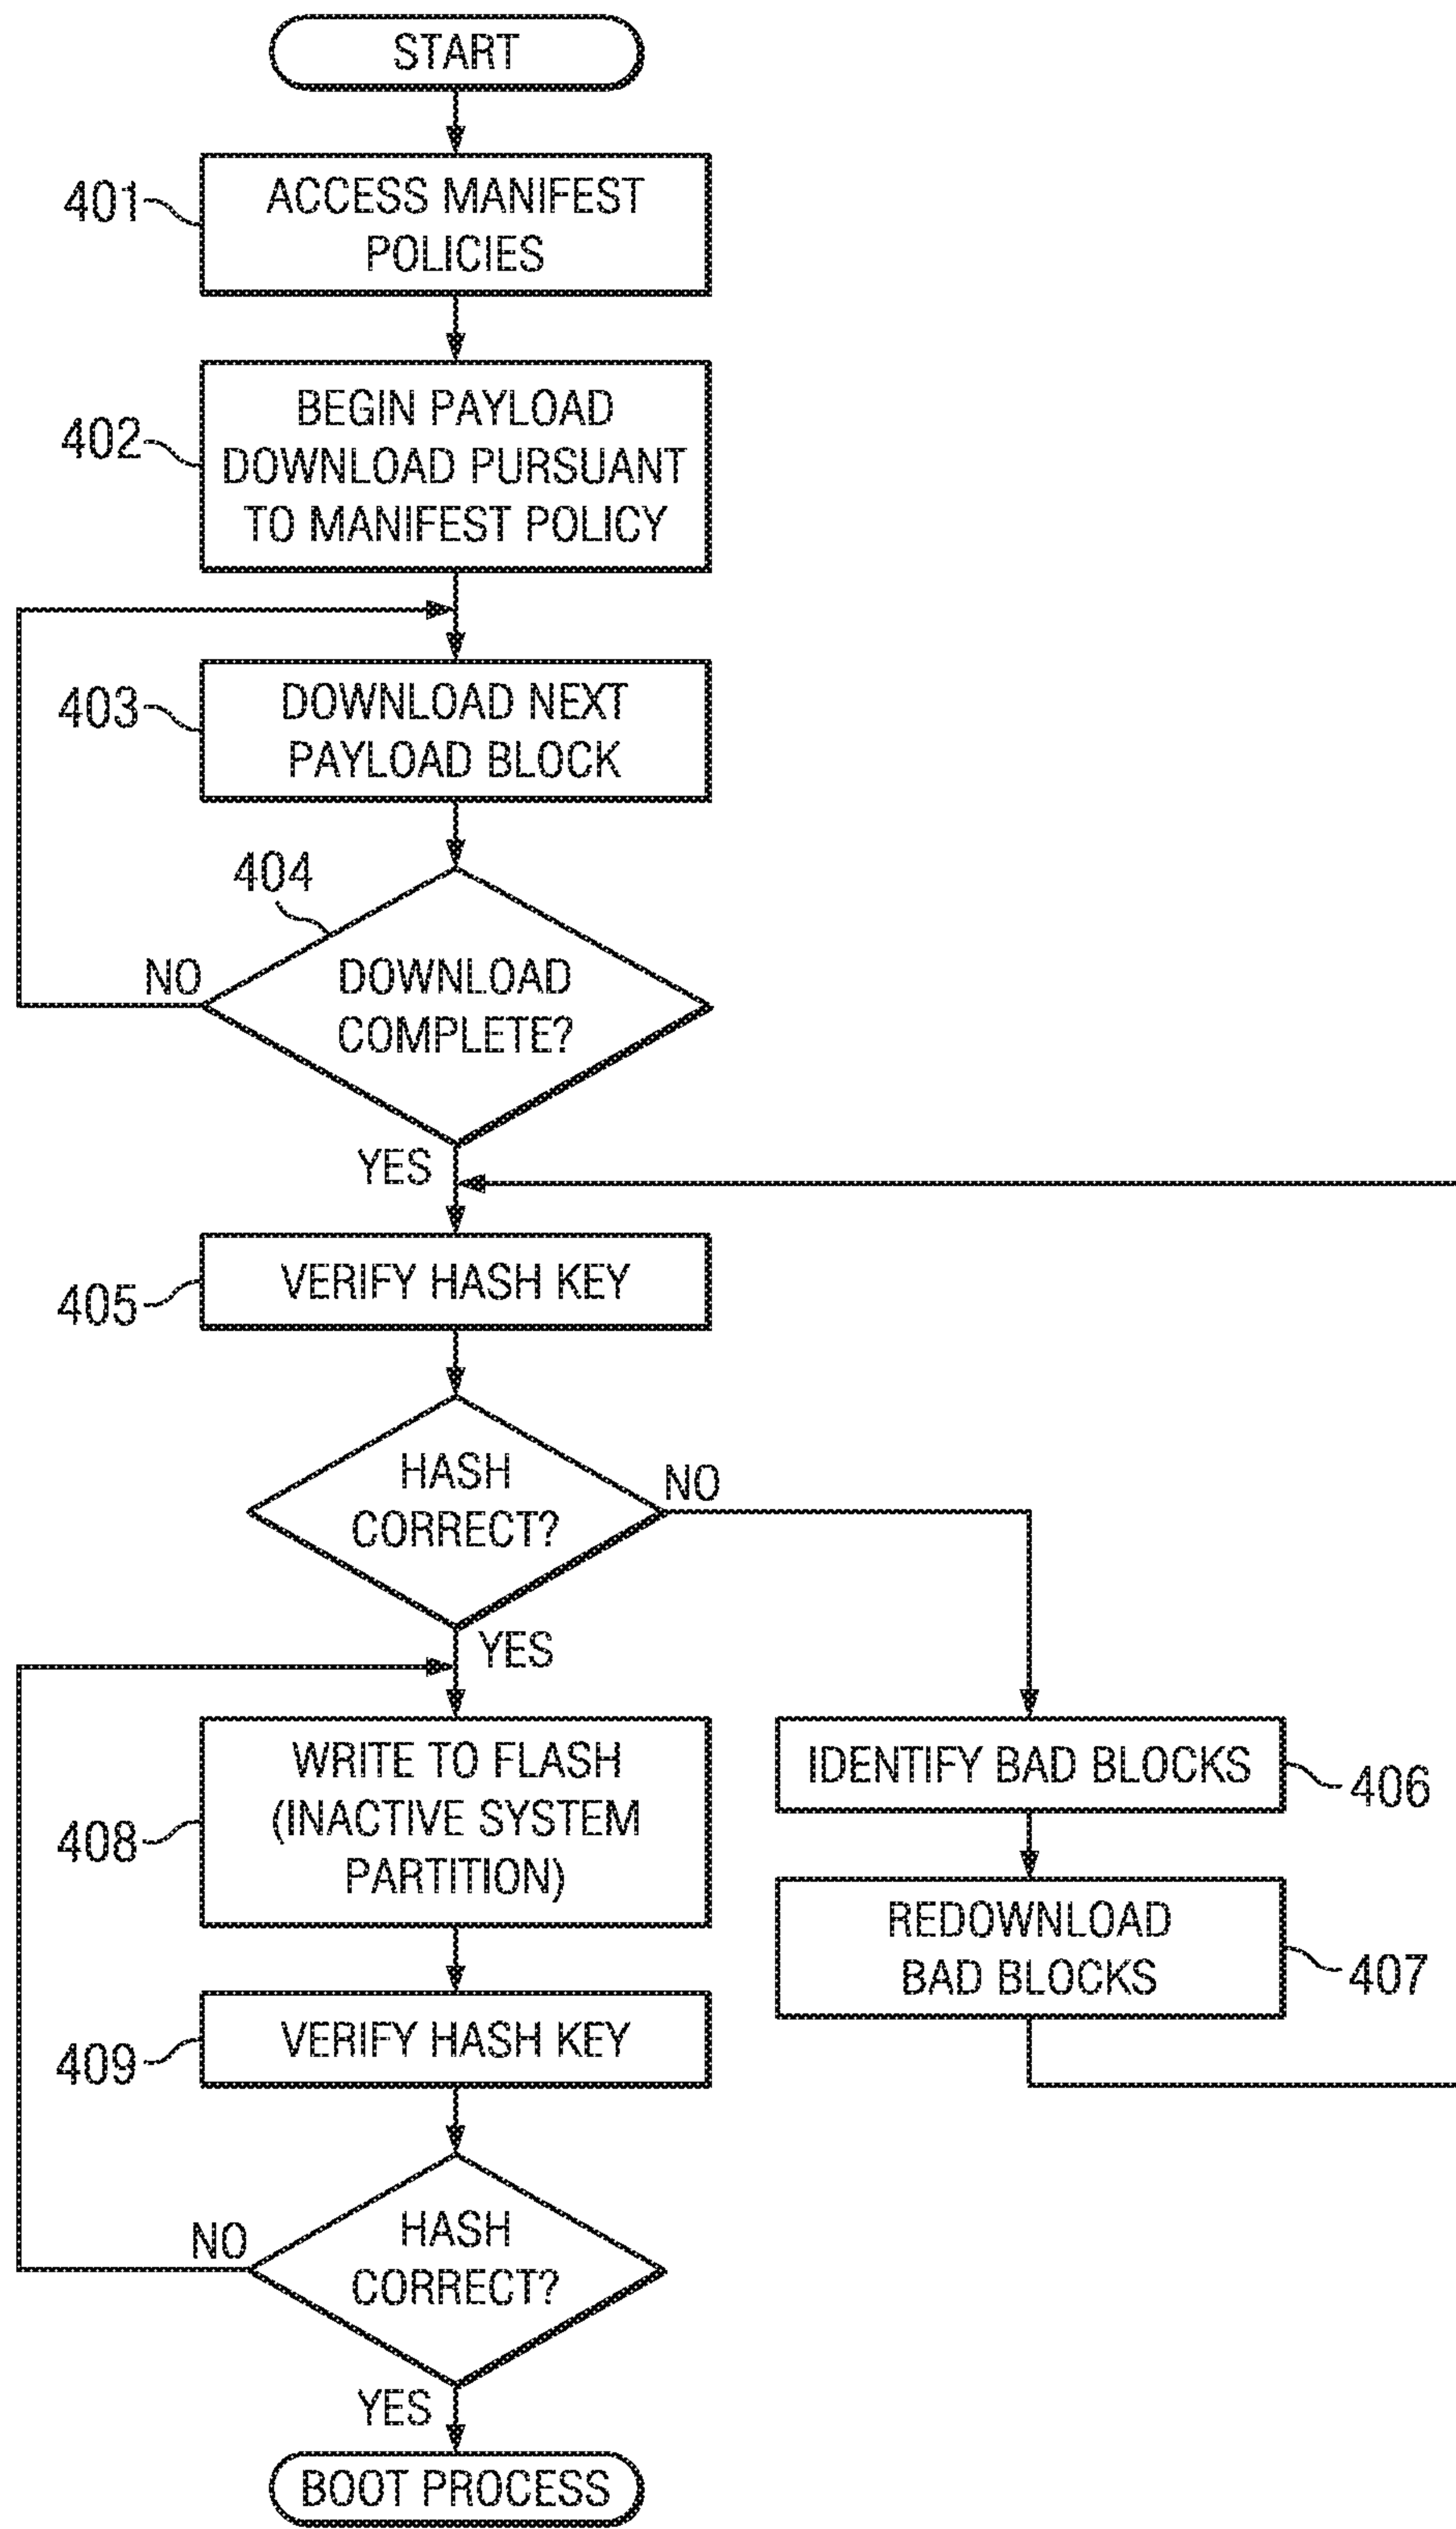 START
401
ACCESS MANIFEST
POLICIES
402
BEGIN PAYLOAD
DOWNLOAD PURSUANT
TO MANIFEST POLICY
403
DOWNLOAD NEXT
PAYLOAD BLOCK
404
NO
DOWNLOAD
COMPLETE?
YES
405
VERIFY HASH KEY
HASH
CORRECT?
NO
YES
408
WRITE TO FLASH
(INACTIVE SYSTEM
PARTITION)
IDENTIFY BAD BLOCKS
406
REDOWNLOAD
BAD BLOCKS
407
409
VERIFY HASH KEY
NO
HASH
CORRECT?
YES
BOOT PROCESS